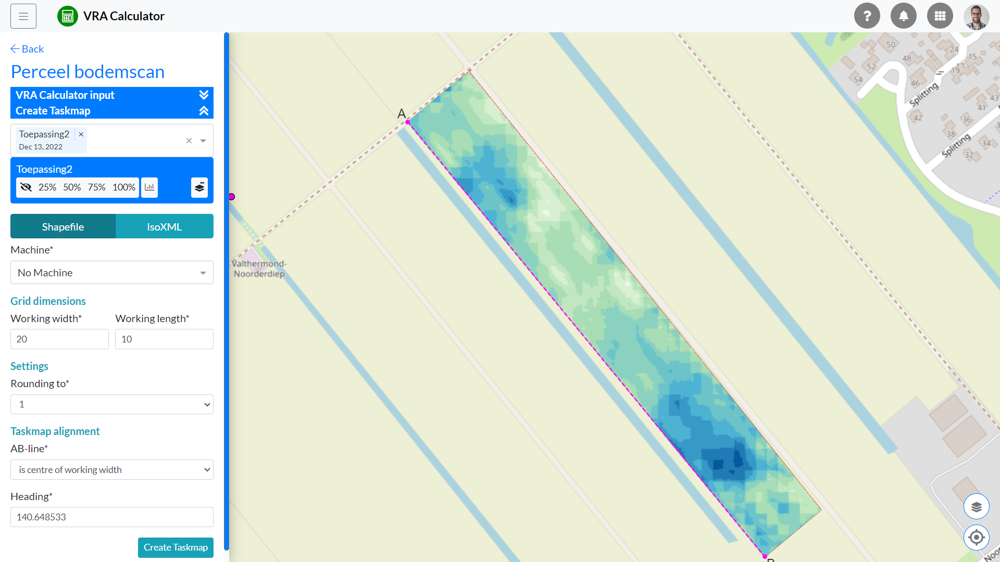 VRA Calculator
Back
Perceel bodemscan
VRA Calculator input
Create Taskmap
Toepassing2 ×
Dec 13, 2022
Toepassing2
25% 50% 75% 100%
Shapefile IsoXML
Machine*
No Machine
Grid dimensions
Working width* Working length*
20 10
Settings
Rounding to*
1
Taskmap alignment
AB-line*
is centre of working width
Heading*
140.648533
Create Taskmap
A
Valthermond-
Noorderdiep
50
48
52
54
46
42
24
15
17
19
43
41
36
38
34
32
Splitting
Splitting